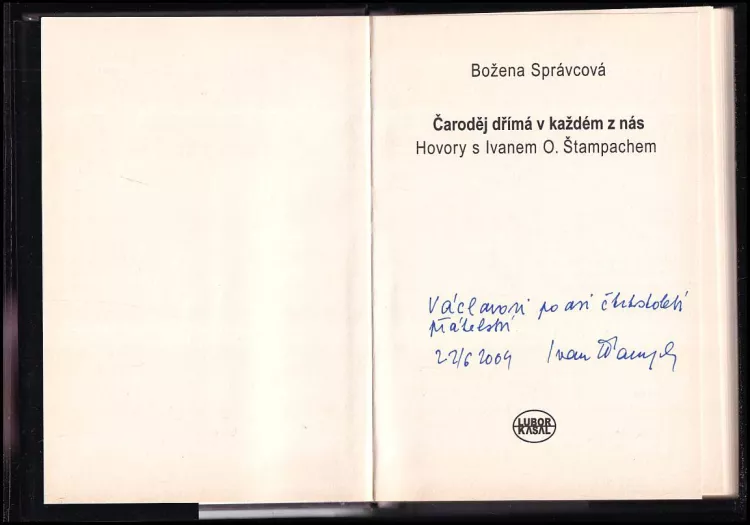 Božena Správcová
Čaroděj dřímá v každém z nás
Hovory s Ivanem O. Štampachem
Václavovi po asi čtvrtstoletí
přátelství
22/6 2004 Ivan Štampach
LUBOR
KASAL